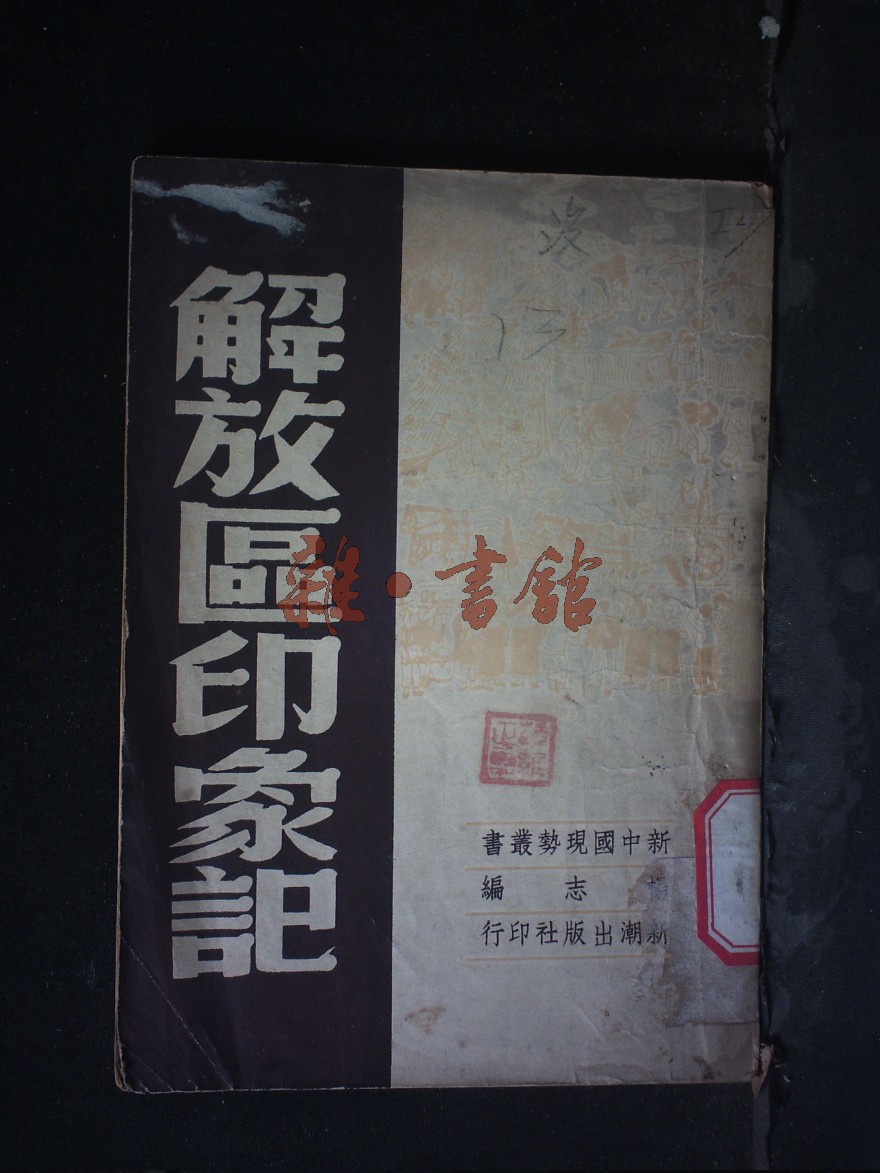 解放區印象記
新中國現勢叢書
志編
新潮出版社印行
雜·書館